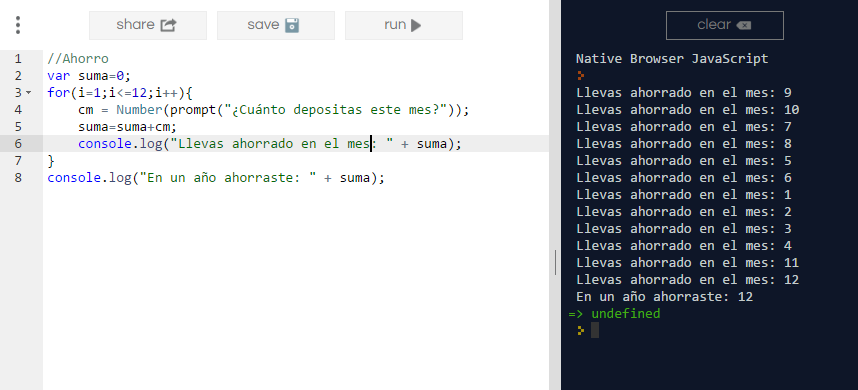 share save run clear
1 //Ahorro
2 var suma=0;
3 for(i=1;i<=12;i++){
4 cm = Number(prompt("¿Cuánto depositas este mes?"));
5 suma=suma+cm;
6 console.log("Llevas ahorrado en el mes: " + suma);
7 }
8 console.log("En un año ahorraste: " + suma);
Native Browser JavaScript
Llevas ahorrado en el mes: 9
Llevas ahorrado en el mes: 10
Llevas ahorrado en el mes: 7
Llevas ahorrado en el mes: 8
Llevas ahorrado en el mes: 5
Llevas ahorrado en el mes: 6
Llevas ahorrado en el mes: 1
Llevas ahorrado en el mes: 2
Llevas ahorrado en el mes: 3
Llevas ahorrado en el mes: 4
Llevas ahorrado en el mes: 11
Llevas ahorrado en el mes: 12
En un año ahorraste: 12
=> undefined